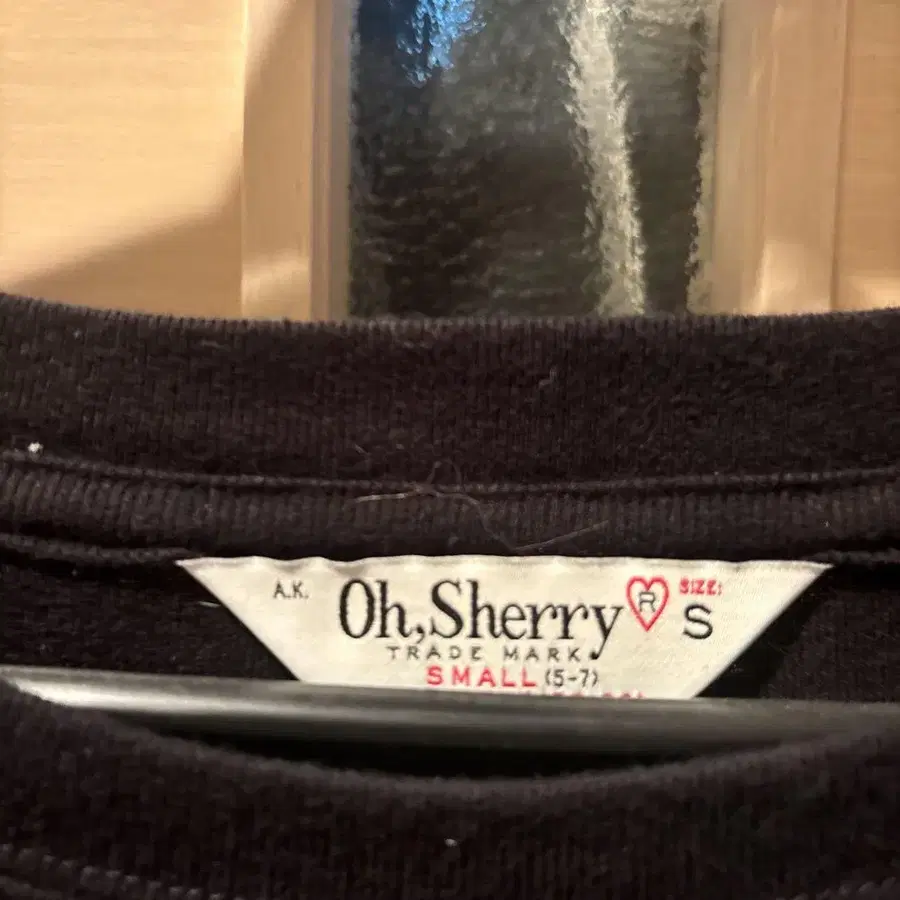 A.K. Oh, Sherry R SIZE: S
TRADE MARK
SMALL (5-7)